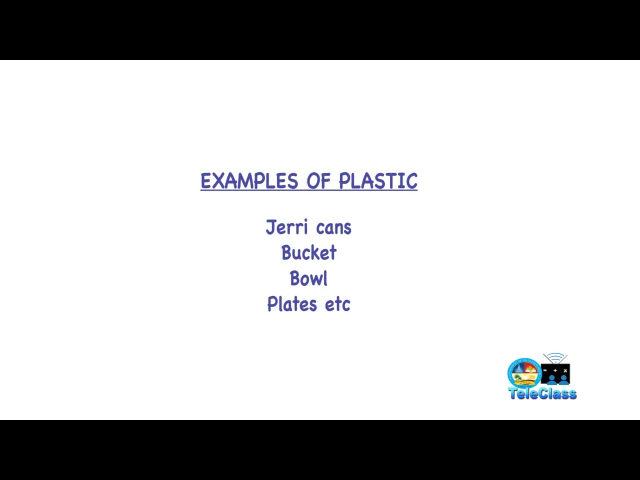 EXAMPLES OF PLASTIC
Jerri cans
Bucket
Bowl
Plates etc
TeleClass